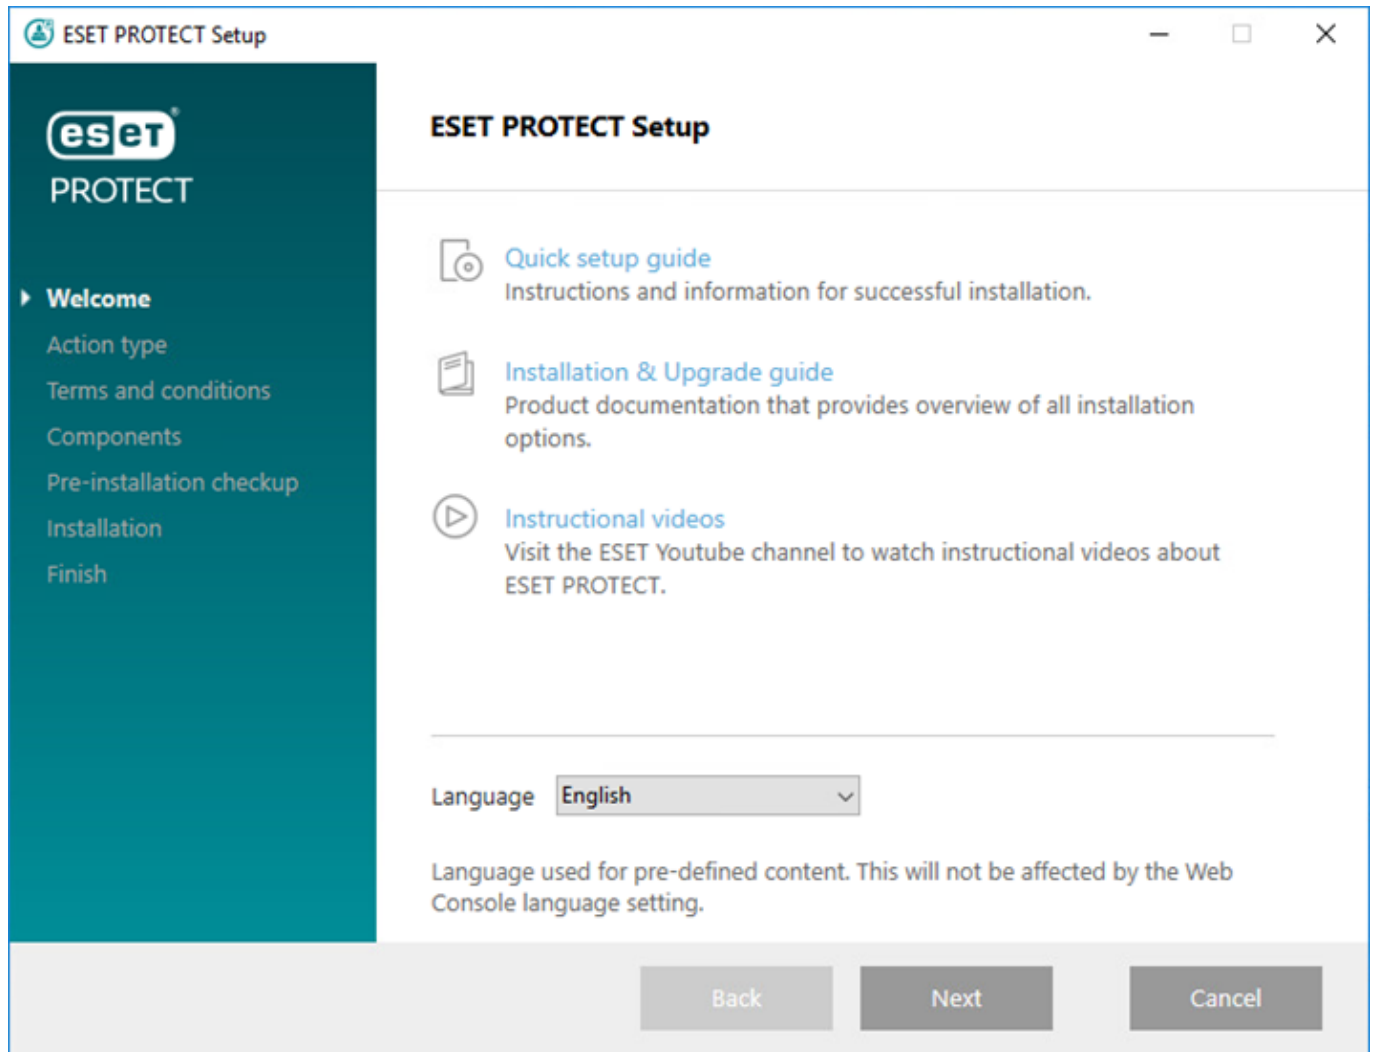 ESET PROTECT Setup
eset®
PROTECT
Welcome
Action type
Terms and conditions
Components
Pre-installation checkup
Installation
Finish
ESET PROTECT Setup
Quick setup guide
Instructions and information for successful installation.
Installation & Upgrade guide
Product documentation that provides overview of all installation
options.
Instructional videos
Visit the ESET Youtube channel to watch instructional videos about
ESET PROTECT.
Language English
Language used for pre-defined content. This will not be affected by the Web
Console language setting.
Back Next Cancel